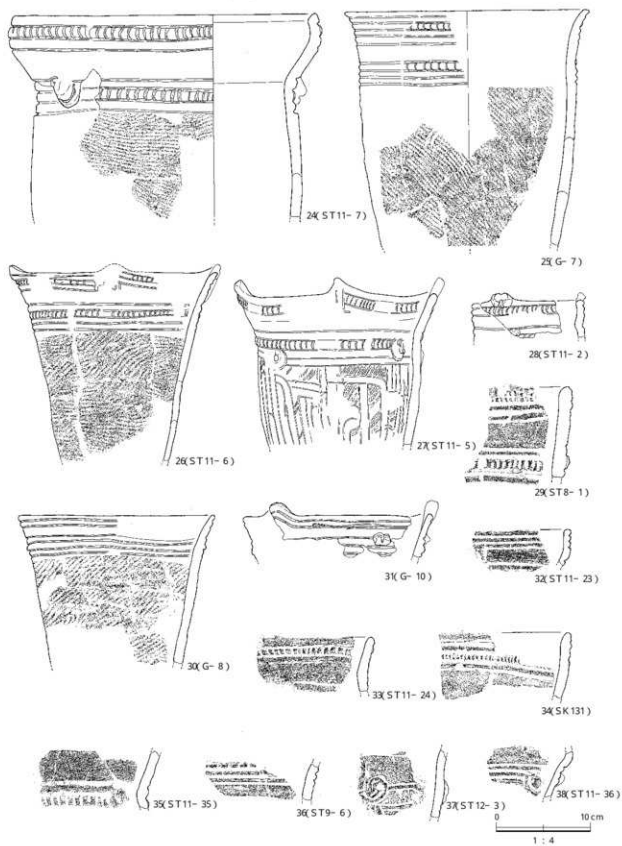 24(ST11-7)
25(G-7)
26(ST11-6)
27(ST11-5)
28(ST11-2)
29(ST8-1)
30(G-8)
31(G-10)
32(ST11-23)
33(ST11-24)
34(SK131)
35(ST11-35)
36(ST9-6)
37(ST12-3)
38(ST11-36)
0 10cm
1 : 4